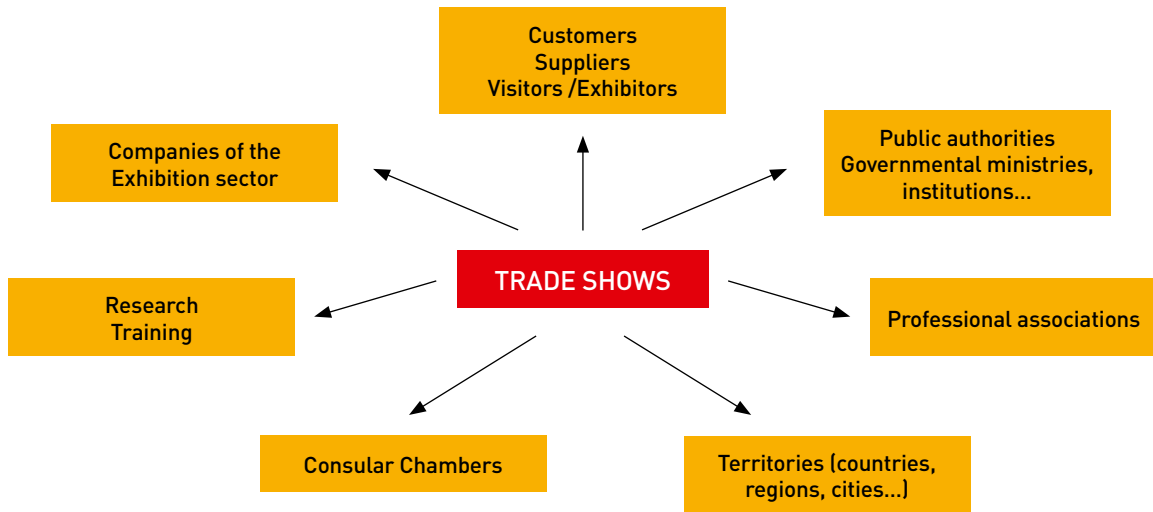 Customers
Suppliers
Visitors /Exhibitors
Companies of the
Exhibition sector
Public authorities
Governmental ministries,
institutions...
TRADE SHOWS
Research
Training
Professional associations
Consular Chambers
Territories (countries,
regions, cities...)